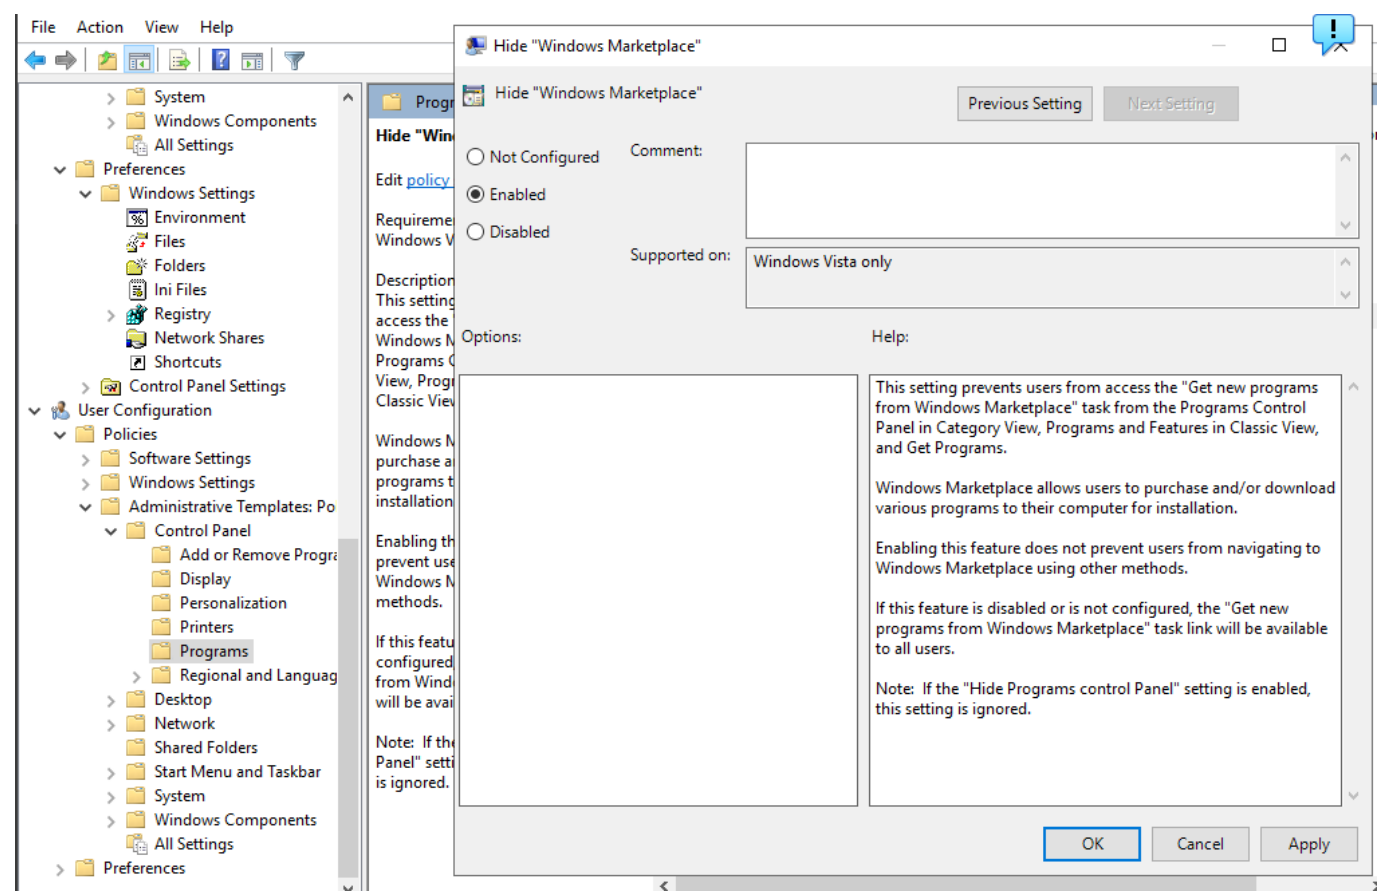 File Action View Help
System
Windows Components
All Settings
Preferences
Windows Settings
Environment
Files
Folders
Ini Files
Registry
Network Shares
Shortcuts
Control Panel Settings
User Configuration
Policies
Software Settings
Windows Settings
Administrative Templates: Po
Control Panel
Add or Remove Progra
Display
Personalization
Printers
Programs
Regional and Languag
Desktop
Network
Shared Folders
Start Menu and Taskbar
System
Windows Components
All Settings
Preferences
Progr
Hide "Win
Edit policy
Requireme
Windows V
Description
This setting
access the
Windows M
Programs C
View, Progr
Classic View
Windows M
purchase a
programs t
installation
Enabling th
prevent use
Windows M
methods.
If this featu
configured
from Wind
will be avai
Note: If the
Panel" setti
is ignored.
Hide "Windows Marketplace"
Hide "Windows Marketplace"
Previous Setting
Next Setting
Not Configured
Enabled
Disabled
Comment:
Supported on:
Windows Vista only
Options:
Help:
This setting prevents users from access the "Get new programs
from Windows Marketplace" task from the Programs Control
Panel in Category View, Programs and Features in Classic View,
and Get Programs.
Windows Marketplace allows users to purchase and/or download
various programs to their computer for installation.
Enabling this feature does not prevent users from navigating to
Windows Marketplace using other methods.
If this feature is disabled or is not configured, the "Get new
programs from Windows Marketplace" task link will be available
to all users.
Note: If the "Hide Programs control Panel" setting is enabled,
this setting is ignored.
OK
Cancel
Apply